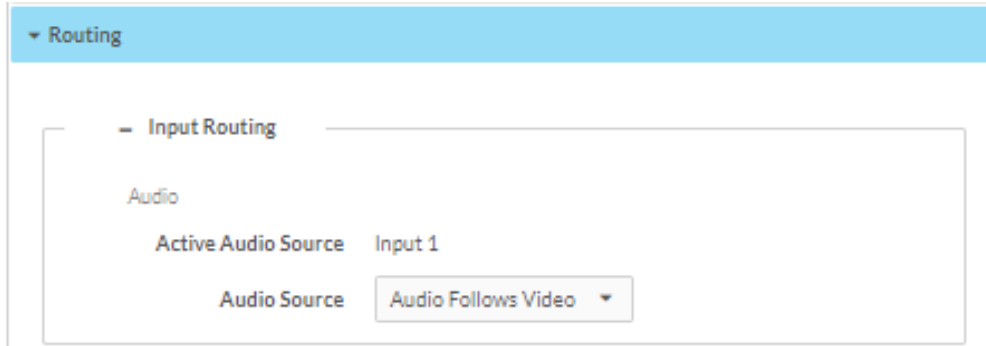 Routing
Input Routing
Audio
Active Audio Source Input 1
Audio Source Audio Follows Video